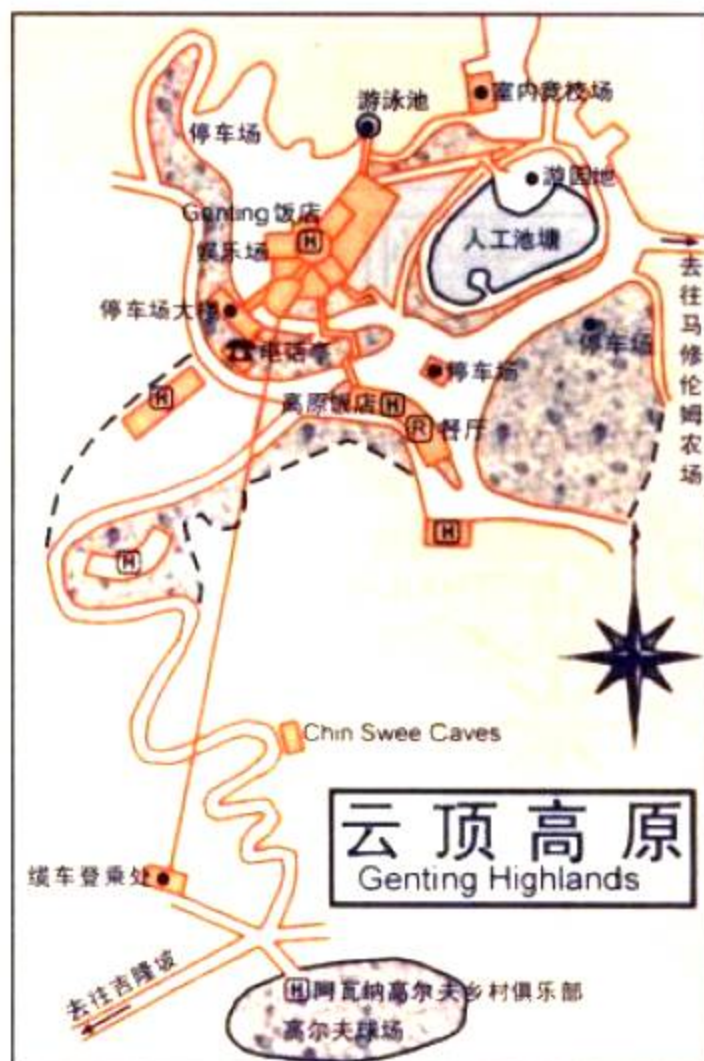 室内竞校场
游泳池
停车场
游园地
Genting饭店
人工池塘
娱乐场
去往马修伦姆农场
停车场大楼
停车场
电话亭
停车场
高原饭店
H
R
餐厅
H
H
H
H
Chin Swee Caves
云顶高原
Genting Highlands
缆车登乘处
去往吉隆坡
H
阿瓦纳高尔夫乡村俱乐部
高尔夫球场